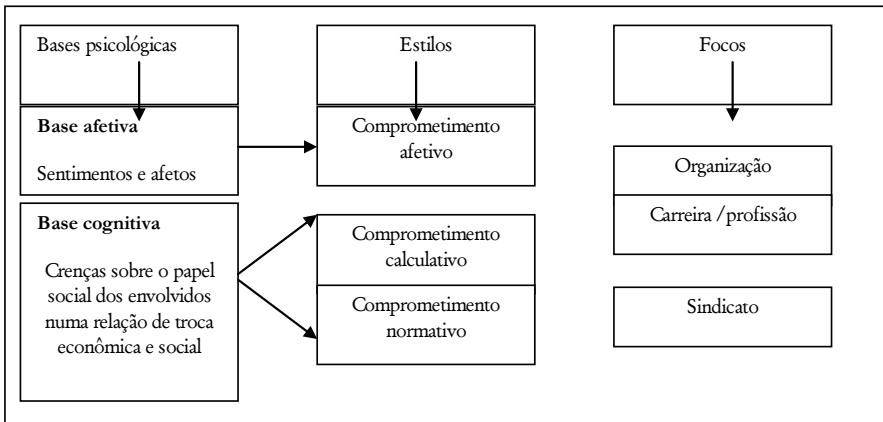 Bases psicológicas
Estilos
Focos
Base afetiva
Sentimentos e afetos
Comprometimento
afetivo
Organização
Carreira /profissão
Base cognitiva
Crenças sobre o papel
social dos envolvidos
numa relação de troca
econômica e social
Comprometimento
calculativo
Comprometimento
normativo
Sindicato